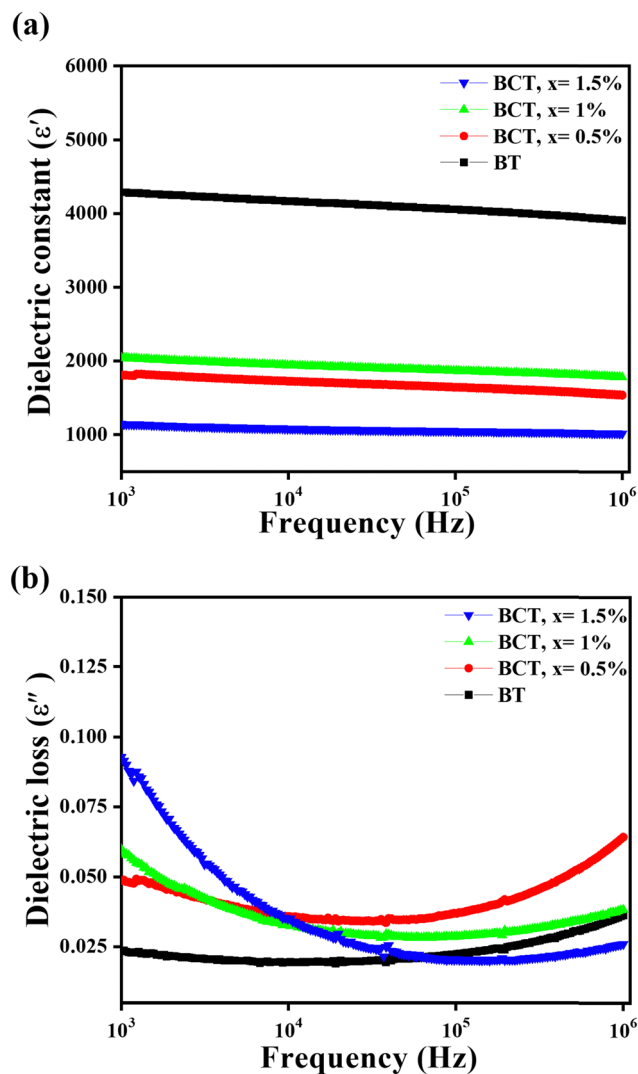 (a)
6000
5000
4000
3000
2000
1000
Dielectric constant (ε′)
BCT, x= 1.5%
BCT, x= 1%
BCT, x= 0.5%
BT
10³ 10⁴ 10⁵ 10⁶
Frequency (Hz)
(b)
0.150
0.125
0.100
0.075
0.050
0.025
Dielectric loss (ε″ )
BCT, x= 1.5%
BCT, x= 1%
BCT, x= 0.5%
BT
10³ 10⁴ 10⁵ 10⁶
Frequency (Hz)